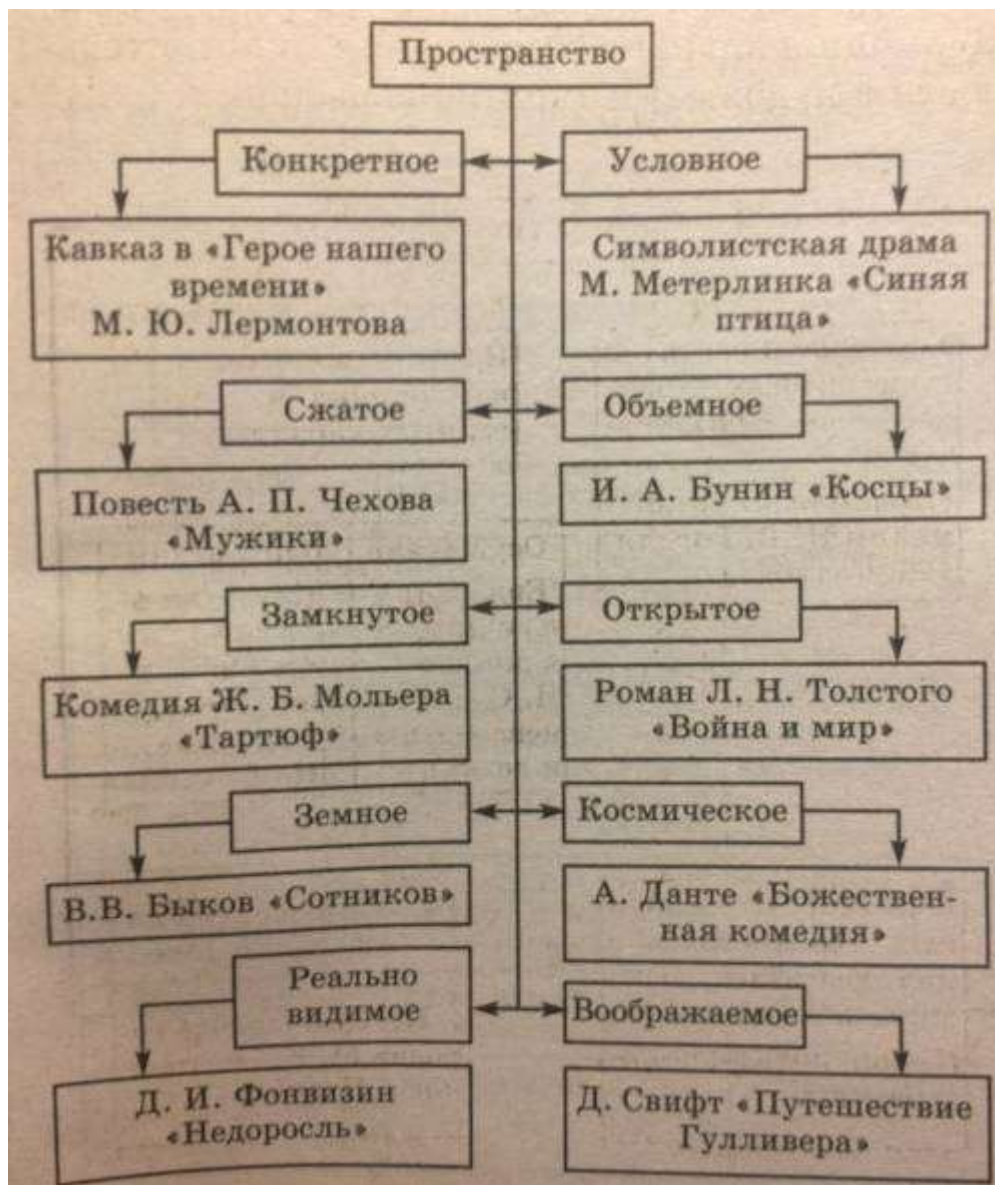 Пространство
Конкретное
Условное
Кавказ в «Герое нашего
времени»
М. Ю. Лермонтова
Символистская драма
М. Метерлинка «Синяя
птица»
Сжатое
Объемное
Повесть А. П. Чехова
«Мужики»
И. А. Бунин «Косцы»
Замкнутое
Открытое
Комедия Ж. Б. Мольера
«Тартюф»
Роман Л. Н. Толстого
«Война и мир»
Земное
Космическое
В.В. Быков «Сотников»
А. Данте «Божествен-
ная комедия»
Реально
видимое
Воображаемое
Д. И. Фонвизин
«Недоросль»
Д. Свифт «Путешествие
Гулливера»